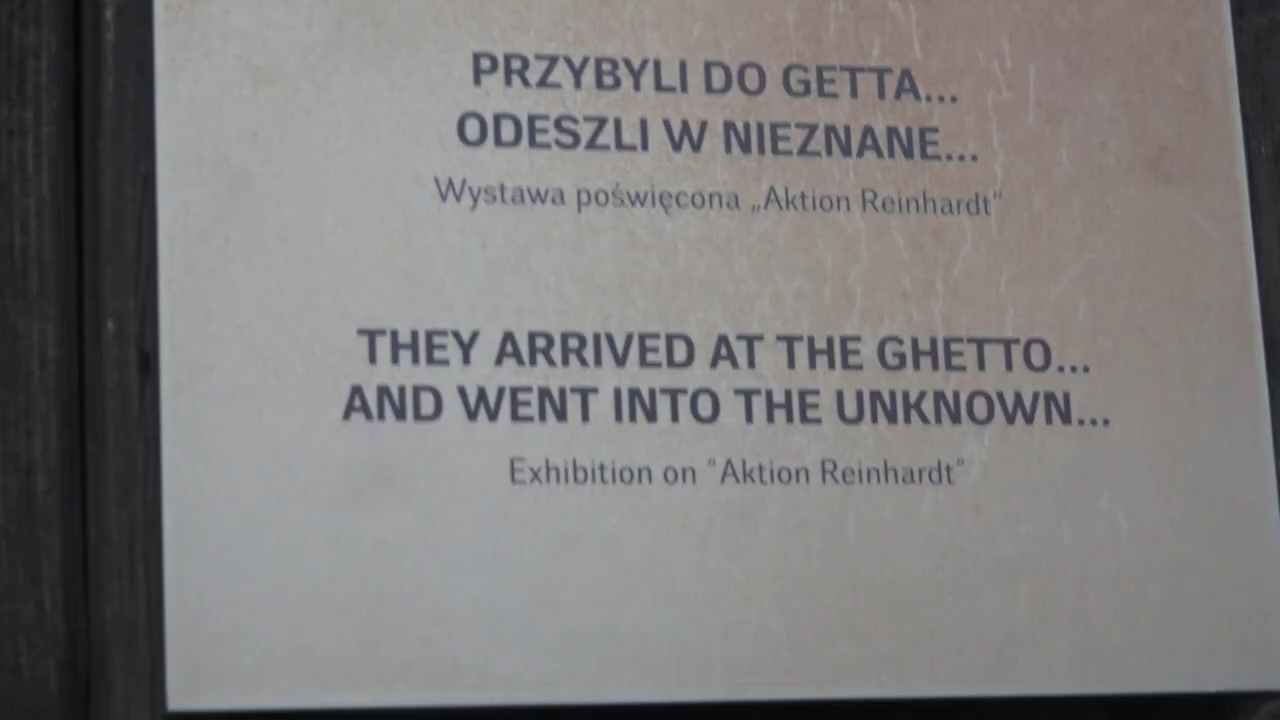 PRZYBYLI DO GETTA...
ODESZLI W NIEZNANE...
Wystawa poświęcona „Aktion Reinhardt"
THEY ARRIVED AT THE GHETTO...
AND WENT INTO THE UNKNOWN...
Exhibition on "Aktion Reinhardt"